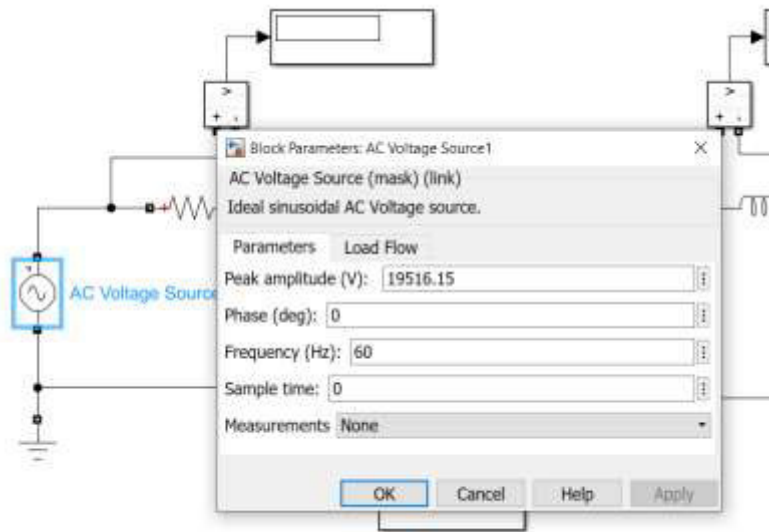 Block Parameters: AC Voltage Source1
AC Voltage Source (mask) (link)
Ideal sinusoidal AC Voltage source.
Parameters Load Flow
Peak amplitude (V): 19516.15
Phase (deg): 0
AC Voltage Source
Frequency (Hz): 60
Sample time: 0
Measurements None
OK Cancel Help Apply